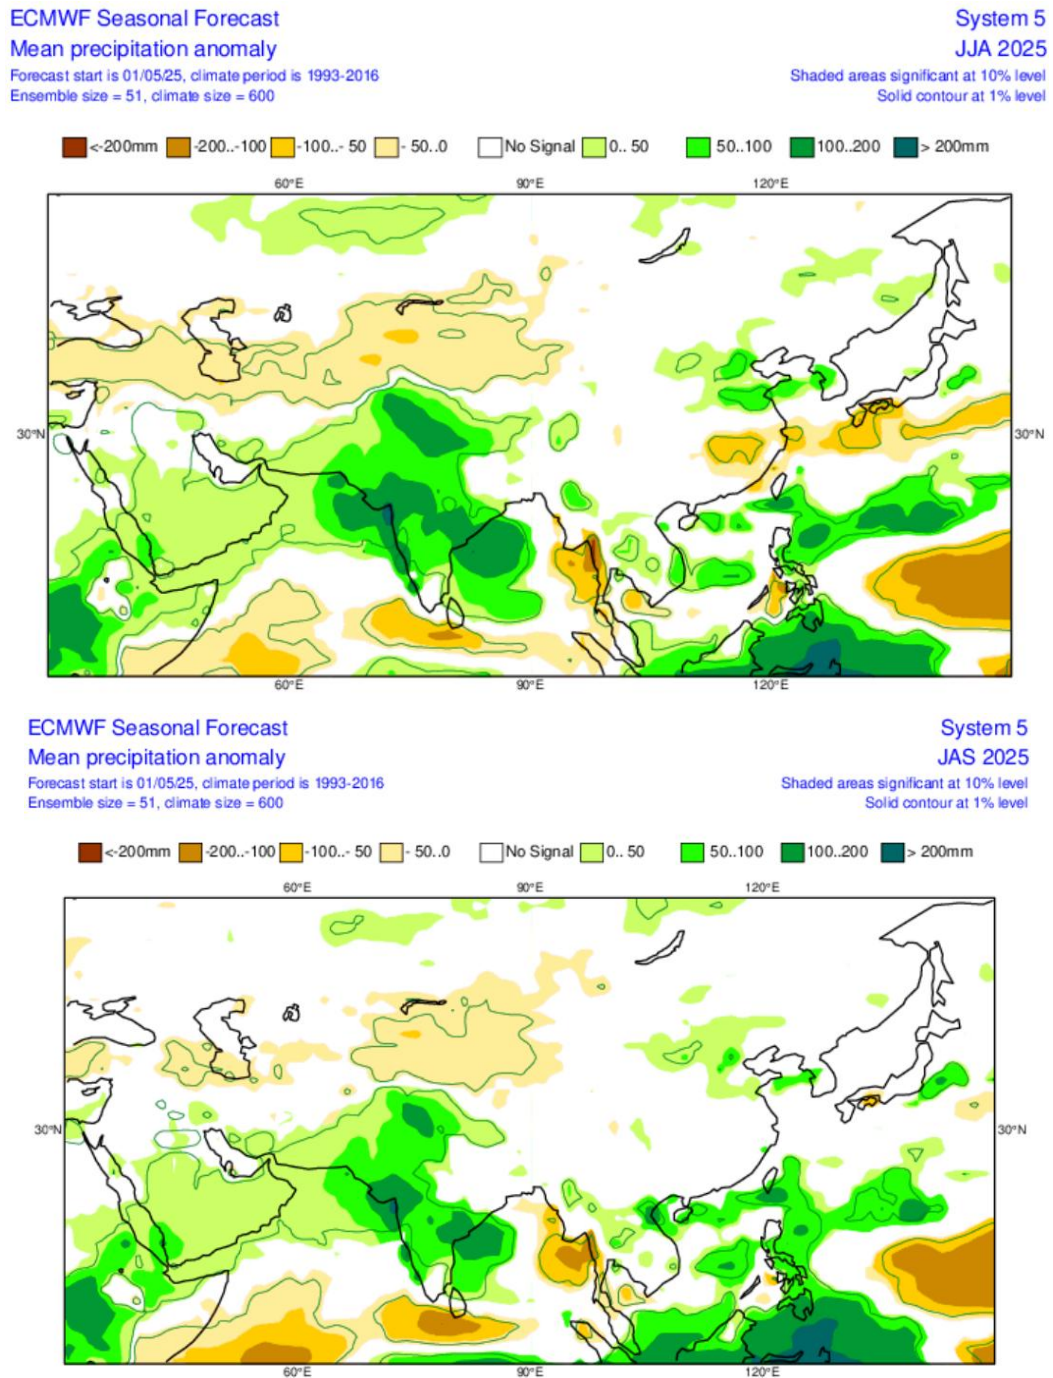 ECMWF Seasonal Forecast
System 5
Mean precipitation anomaly
JJA 2025
Forecast start is 01/05/25, climate period is 1993-2016
Shaded areas significant at 10% level
Ensemble size = 51, climate size = 600
Solid contour at 1% level
<-200mm -200..-100 -100..- 50 - 50..0 No Signal 0.. 50 50..100 100..200 > 200mm
60°E 90°E 120°E
30°N 30°N
60°E 90°E 120°E
ECMWF Seasonal Forecast
System 5
Mean precipitation anomaly
JAS 2025
Forecast start is 01/05/25, climate period is 1993-2016
Shaded areas significant at 10% level
Ensemble size = 51, climate size = 600
Solid contour at 1% level
<-200mm -200..-100 -100..- 50 - 50..0 No Signal 0.. 50 50..100 100..200 > 200mm
60°E 90°E 120°E
30°N 30°N
60°E 90°E 120°E